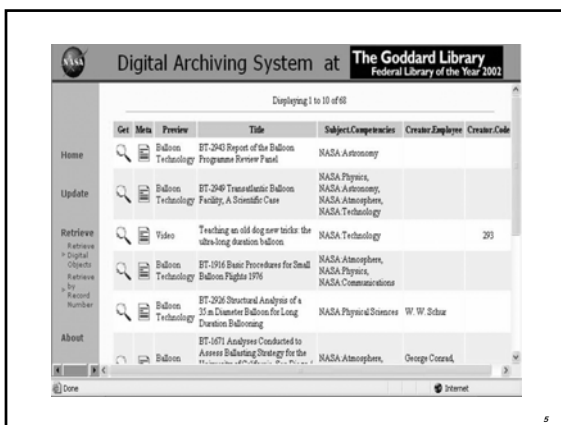 NASA
Digital Archiving System at The Goddard Library
Federal Library of the Year 2002
Displaying 1 to 10 of 68
Get Meta Preview Title Subject.Competencies Creator.Employee Creator.Code
Home
Update
Retrieve
Retrieve
Digital
Objects
Retrieve
by
Record
Number
About
Balloon
Technology
BT-2943 Report of the Balloon
Programme Review Panel
NASA.Astronomy
Balloon
Technology
BT-2949 Transatlantic Balloon
Facility, A Scientific Case
NASA.Physics,
NASA.Astronomy,
NASA.Atmosphere,
NASA.Technology
Video
Teaching an old dog new tricks: the
ultra-long duration balloon
NASA.Technology
293
Balloon
Technology
BT-1916 Basic Procedures for Small
Balloon Flights 1976
NASA.Atmosphere,
NASA.Physics,
NASA.Communications
Balloon
Technology
BT-2926 Structural Analysis of a
35 m Diameter Balloon for Long
Duration Ballooning
NASA.Physical Sciences
W. W. Schur
Balloon
BT-1671 Analyses Conducted to
Assess Ballasting Strategy for the
NASA.Atmosphere,
George Conrad,
Done
Internet
5